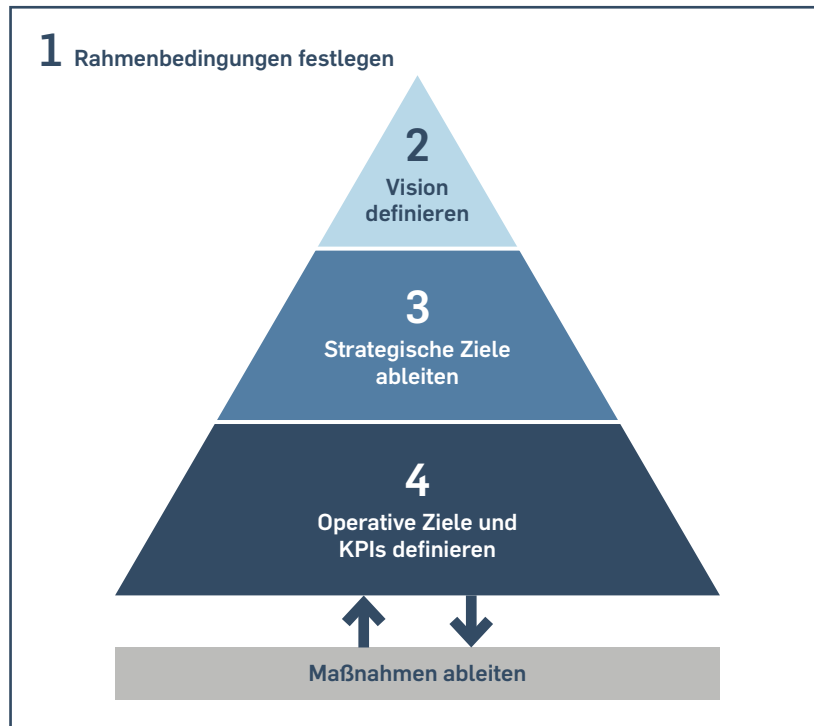 1 Rahmenbedingungen festlegen
2
Vision
definieren
3
Strategische Ziele
ableiten
4
Operative Ziele und
KPIs definieren
Maßnahmen ableiten